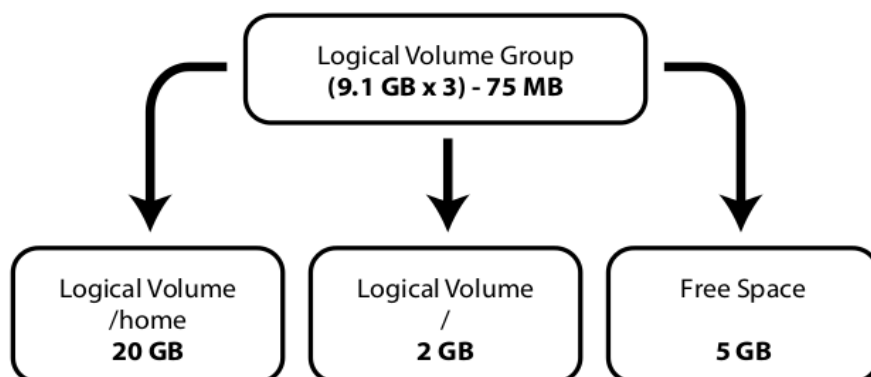 Logical Volume Group
(9.1 GB x 3) - 75 MB
Logical Volume
/home
20 GB
Logical Volume
/
2 GB
Free Space
5 GB